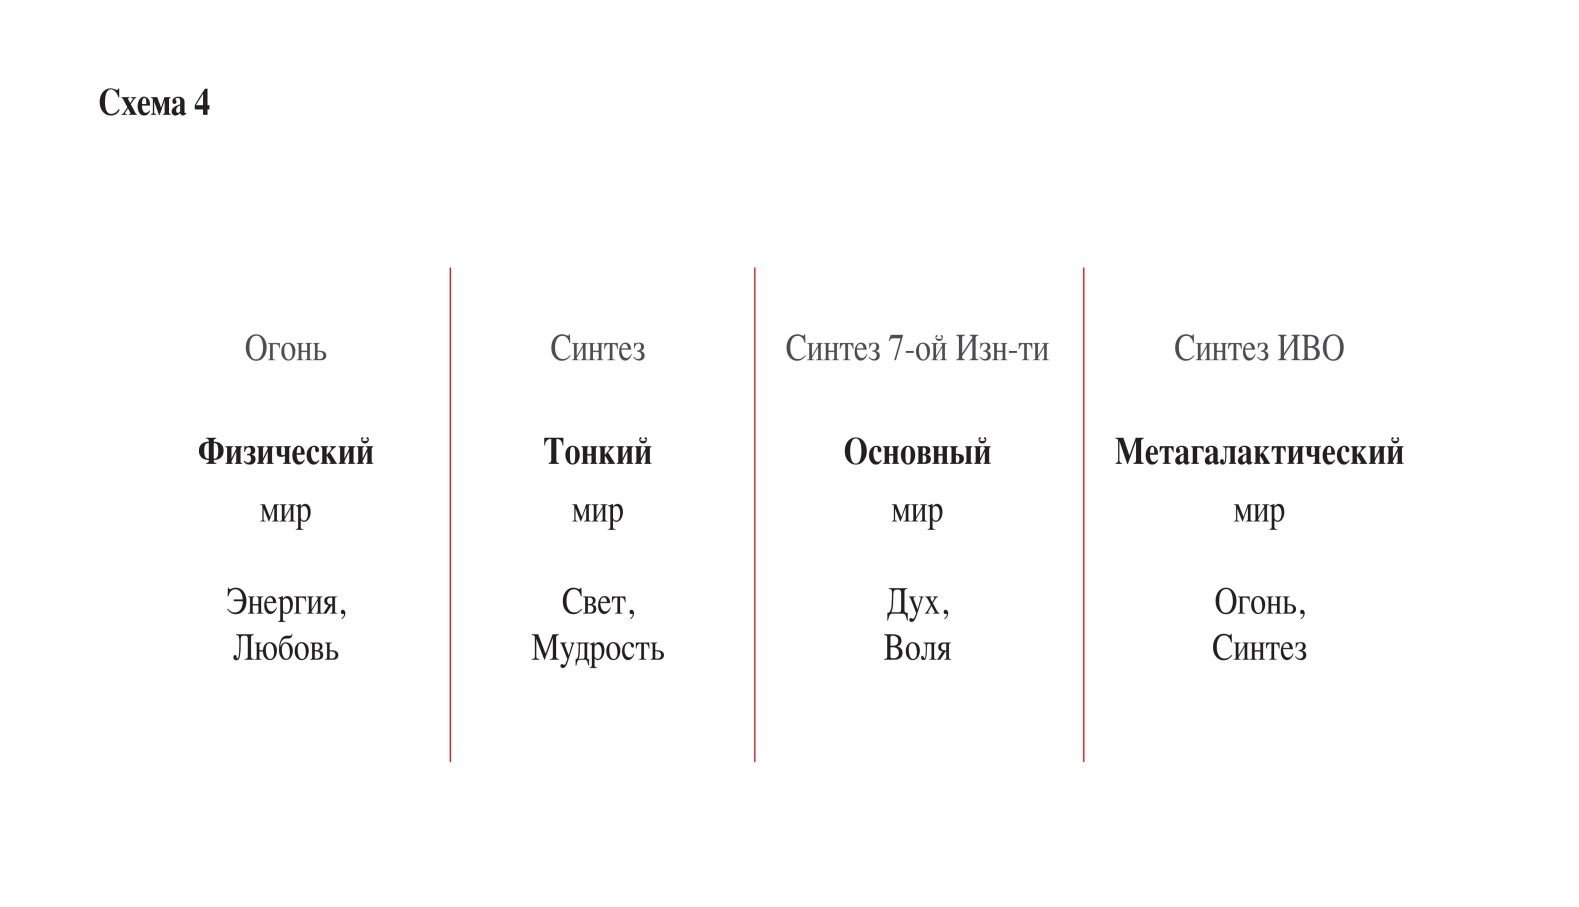 Схема 4
Огонь
Физический
мир
Энергия,
Любовь
Синтез
Тонкий
мир
Свет,
Мудрость
Синтез 7-ой Изн-ти
Основный
мир
Дух,
Воля
Синтез ИВО
Метагалактический
мир
Огонь,
Синтез